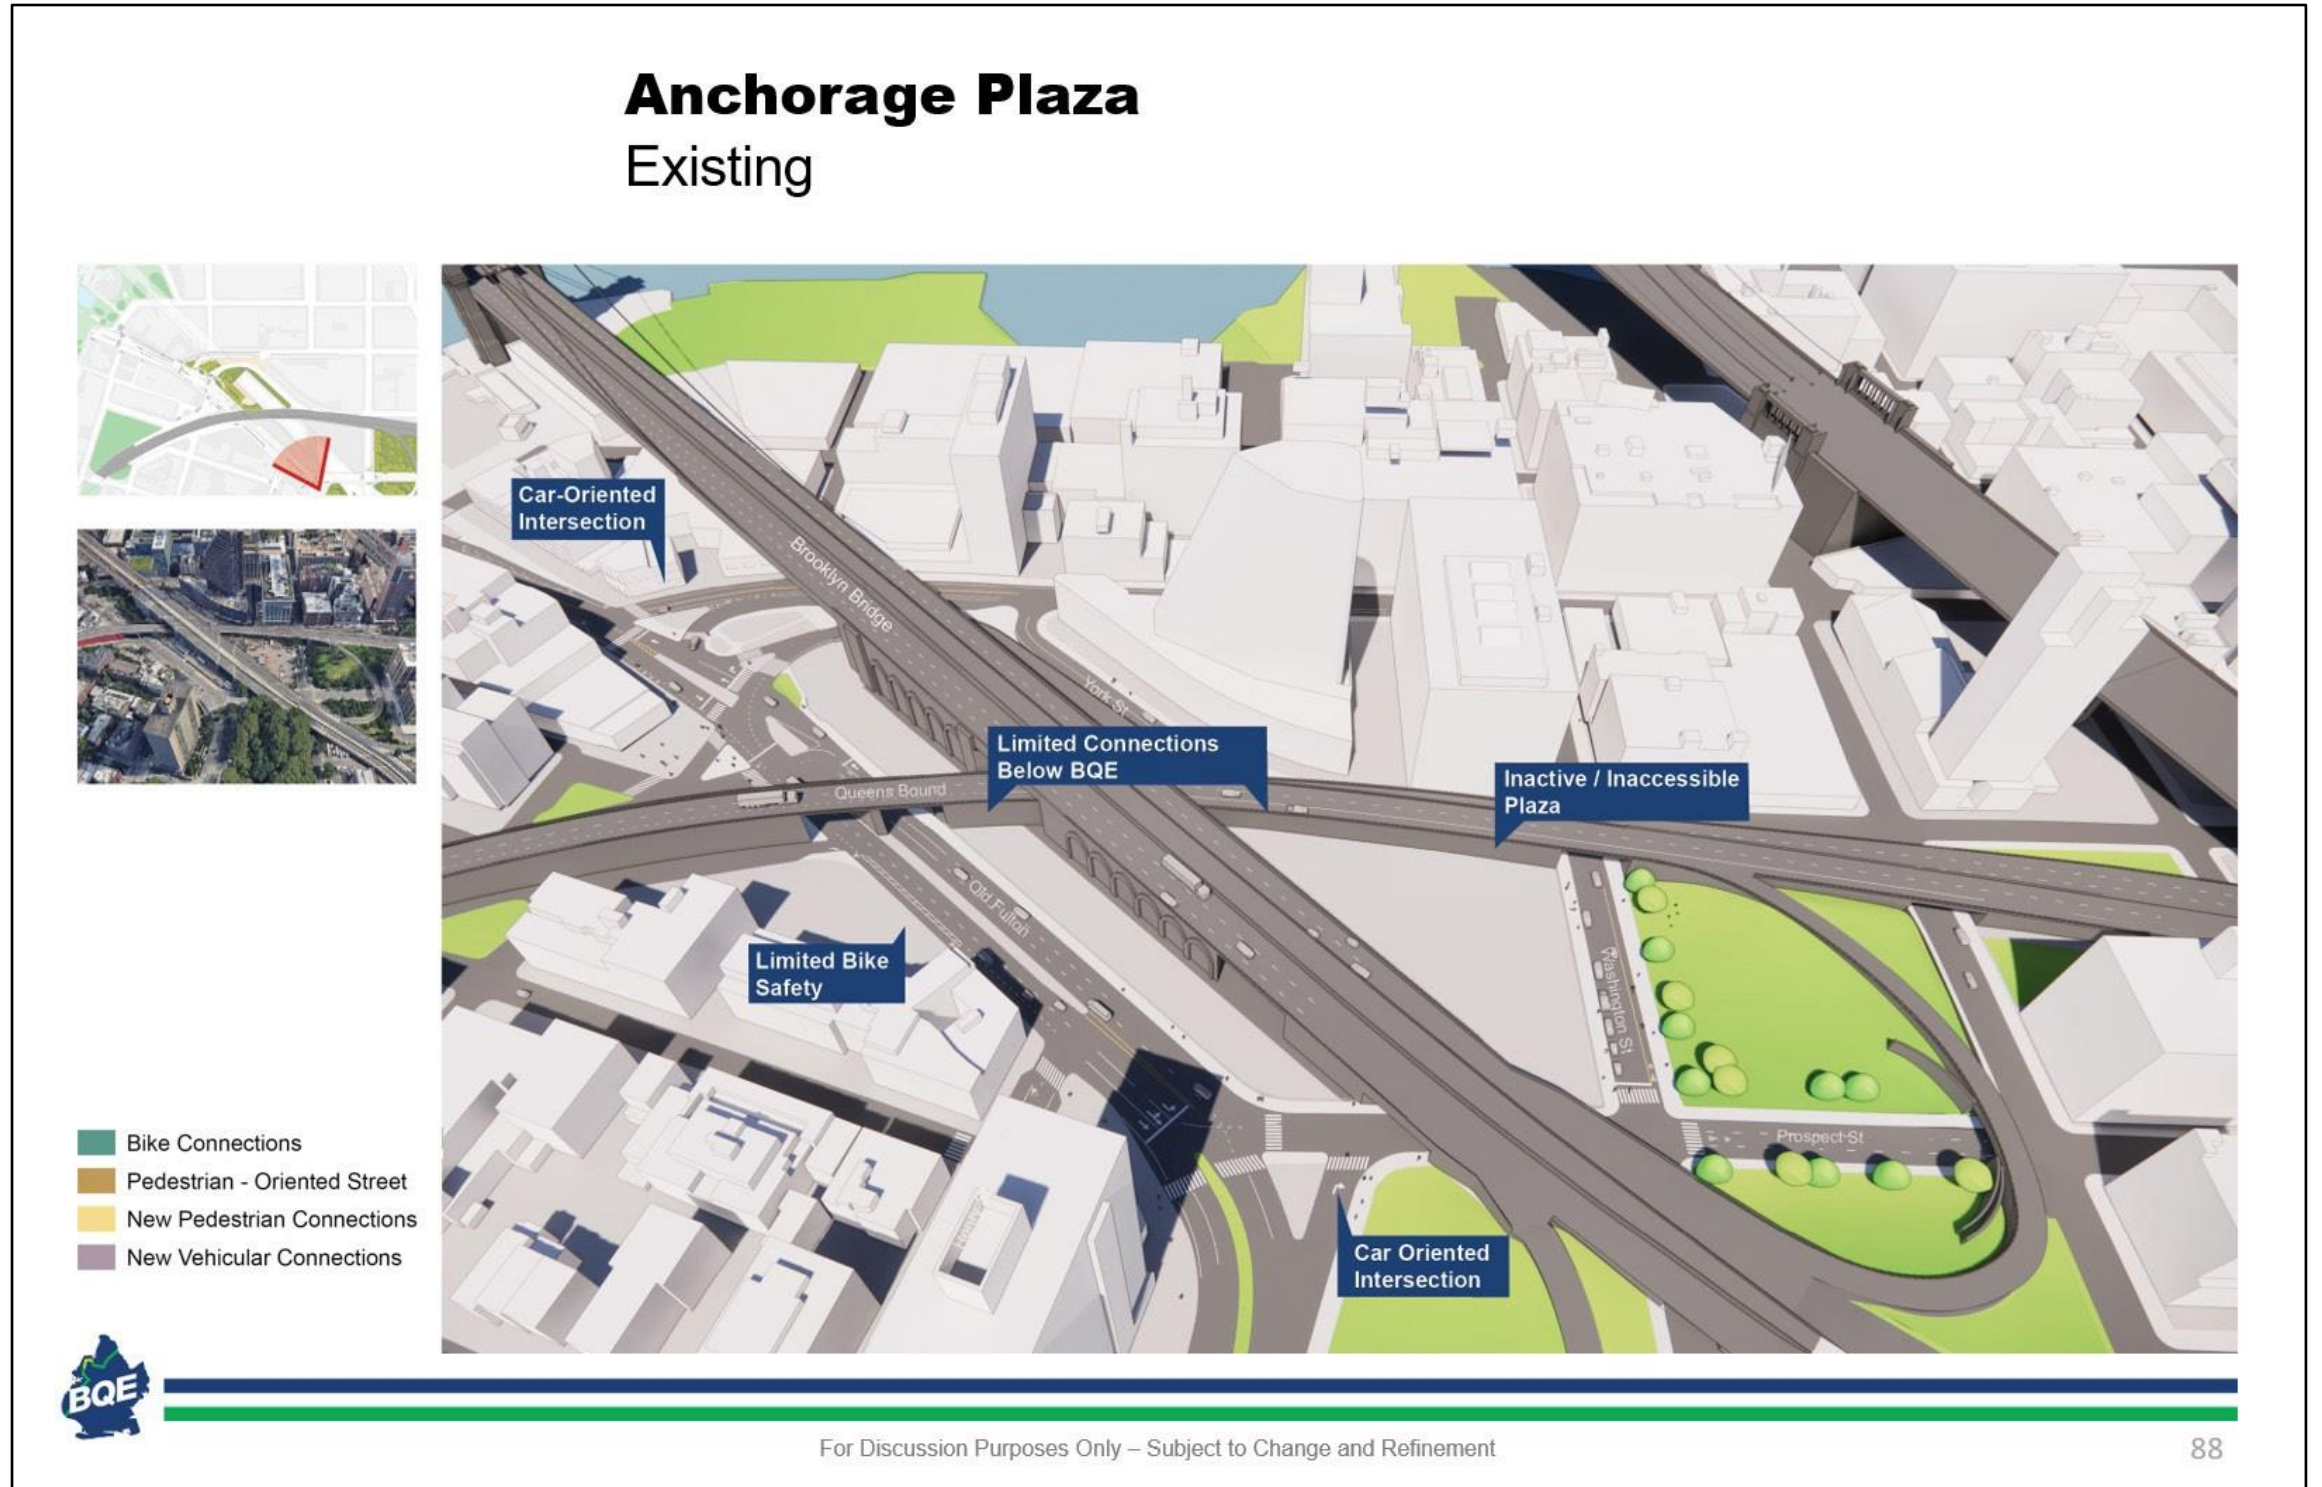 Anchorage Plaza
Existing
Car-Oriented
Intersection
Brooklyn Bridge
York St
Limited Connections
Below BQE
Inactive / Inaccessible
Plaza
Queens Bound
Old Fulton
Limited Bike
Safety
Washington St
Prospect St
Car Oriented
Intersection
Bike Connections
Pedestrian - Oriented Street
New Pedestrian Connections
New Vehicular Connections
BQE
For Discussion Purposes Only – Subject to Change and Refinement
88